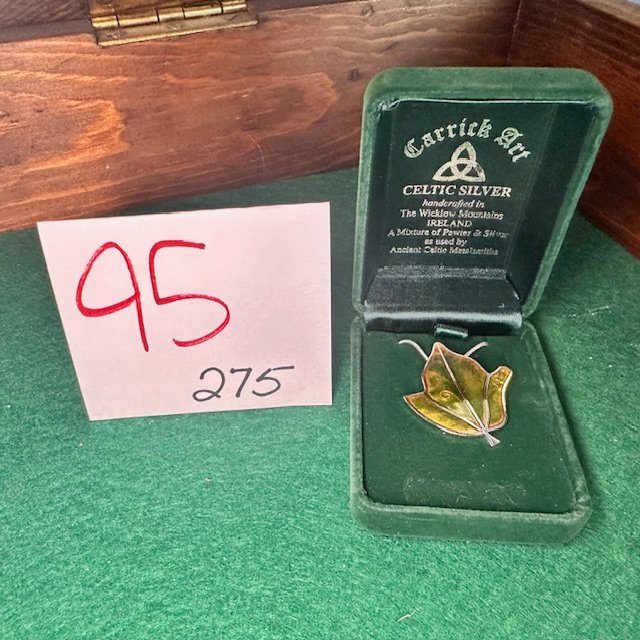 95
275
Carrick Art
CELTIC SILVER
handcrafted in
The Wicklow Mountains
IRELAND
A Mixture of Pewter & Silver
as used by
Ancient Celtic Metalsmiths